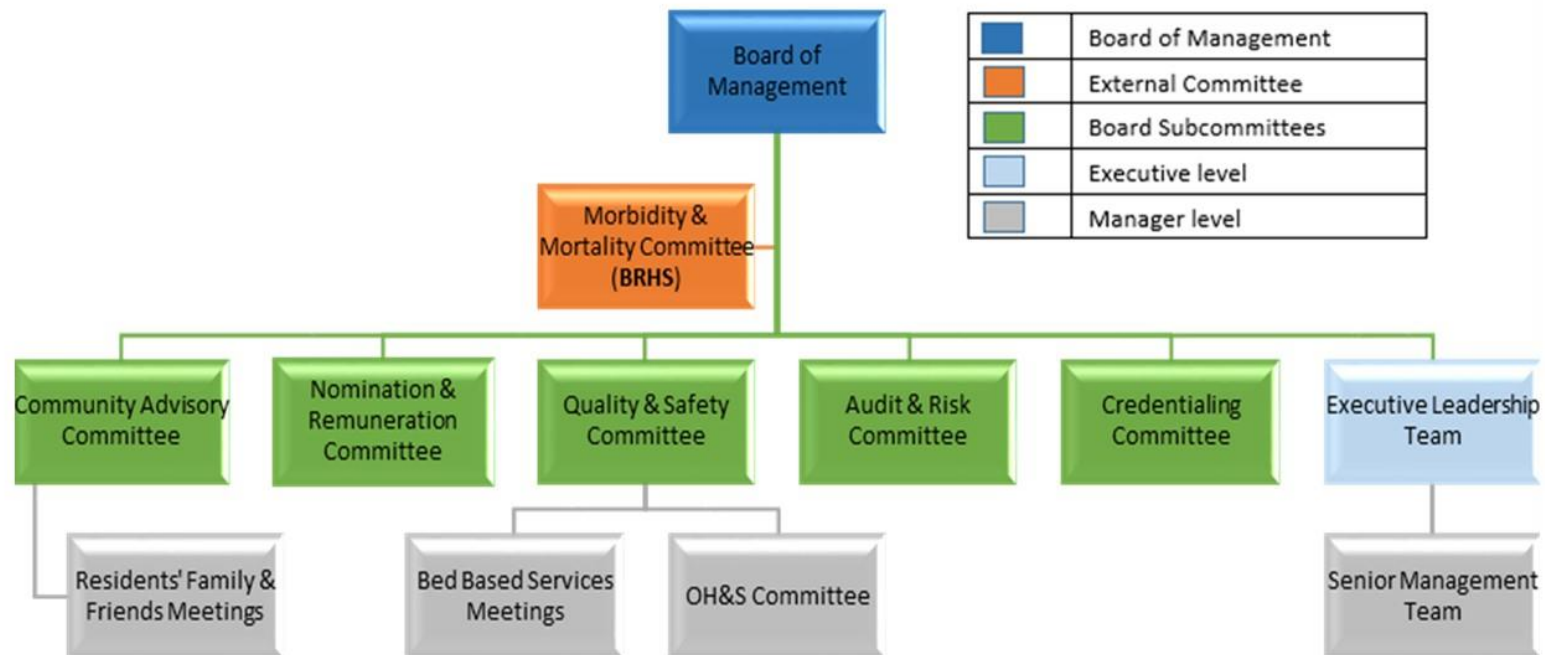 Board of
Management
Board of Management
External Committee
Board Subcommittees
Executive level
Manager level
Morbidity &
Mortality Committee
(BRHS)
Community Advisory
Committee
Nomination &
Remuneration
Committee
Quality & Safety
Committee
Audit & Risk
Committee
Credentialing
Committee
Executive Leadership
Team
Residents' Family &
Friends Meetings
Bed Based Services
Meetings
OH&S Committee
Senior Management
Team